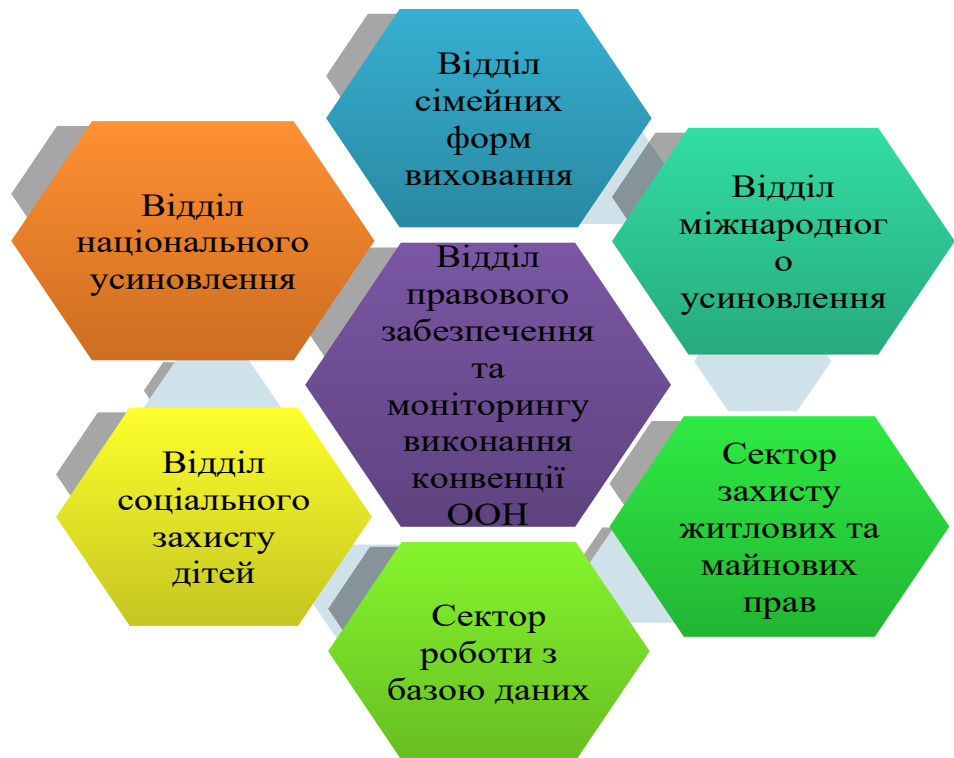 Відділ
сімейних
форм
виховання
Відділ
національного
усиновлення
Відділ
міжнародног
о
усиновлення
Відділ
правового
забезпечення
та
моніторингу
виконання
конвенції
ООН
Відділ
соціального
захисту
дітей
Сектор
захисту
житлових та
майнових
прав
Сектор
роботи з
базою даних